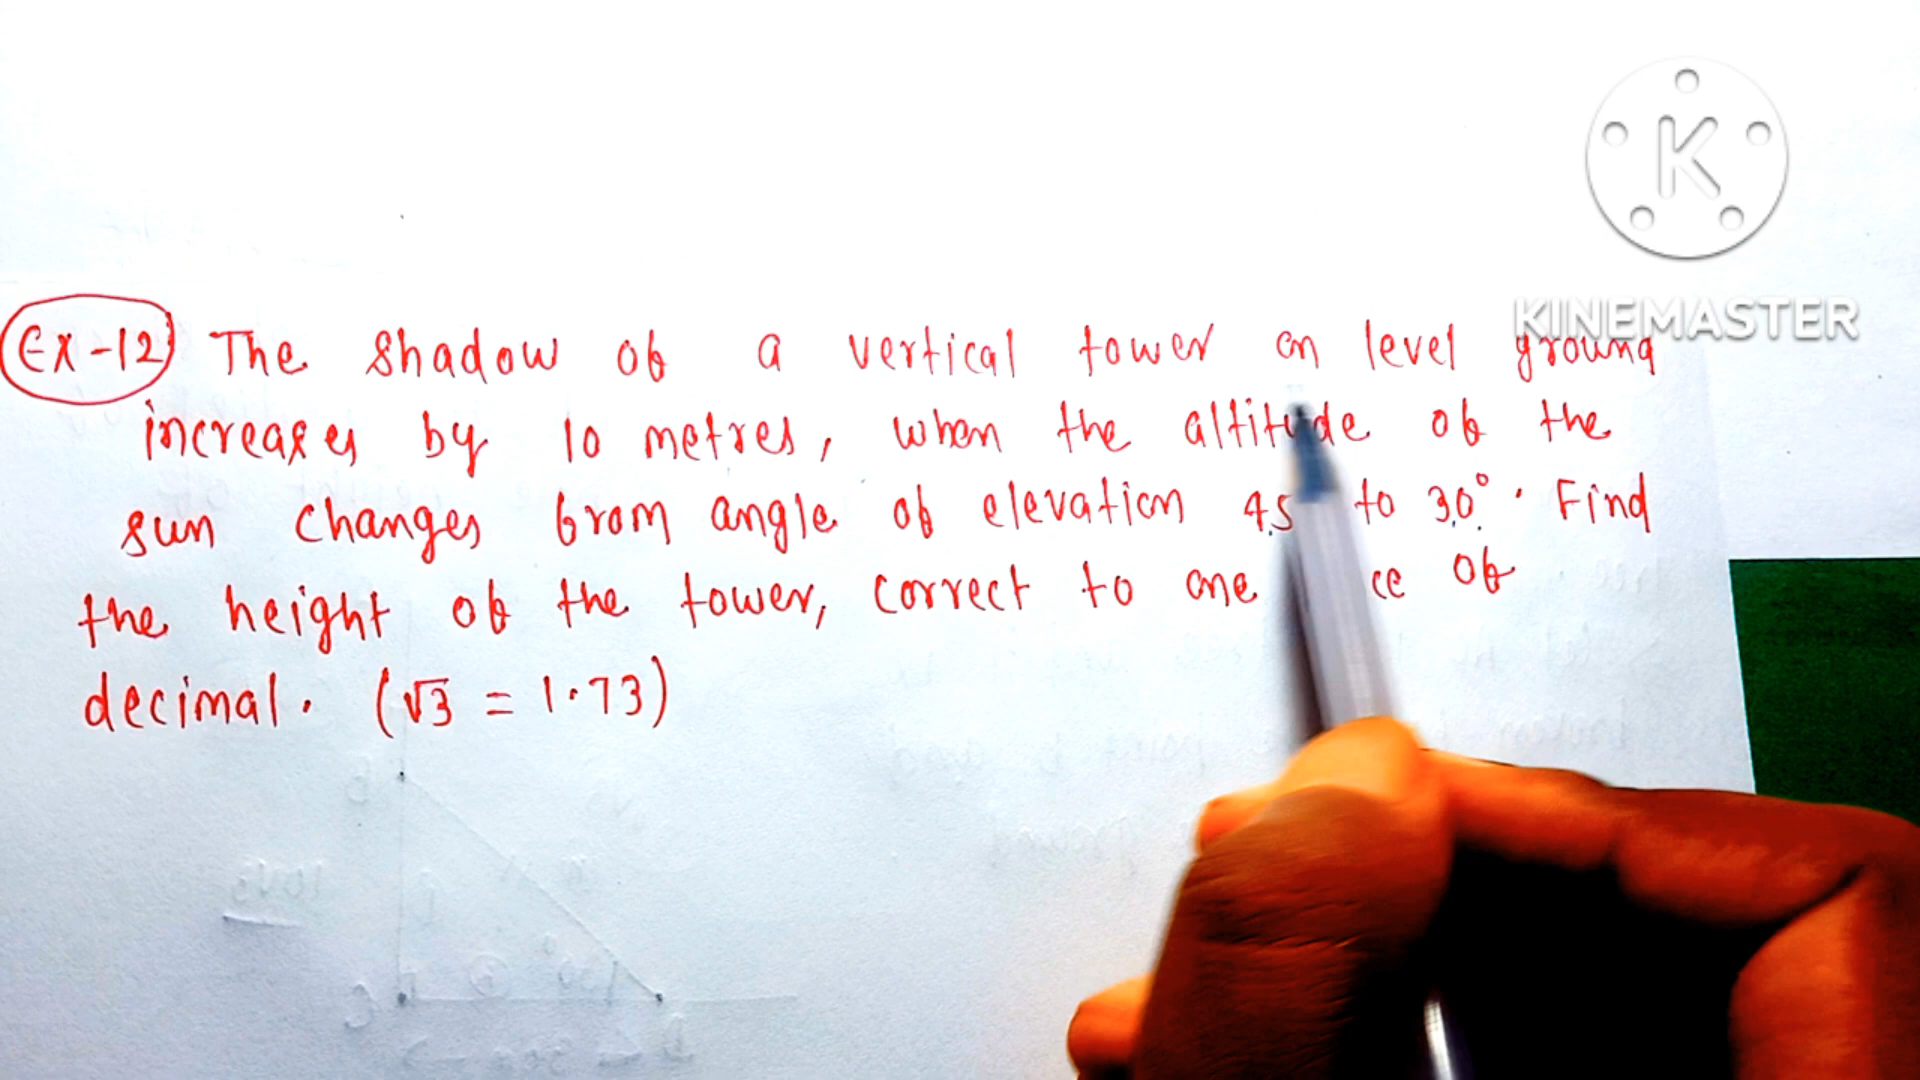 K
KINEMASTER
Ex-12 The shadow of a vertical tower on level ground
increases by 10 metres, when the altitude of the
sun changes from angle of elevation 45 to 30°. Find
the height of the tower, correct to one ce of
decimal. (√3 = 1.73)